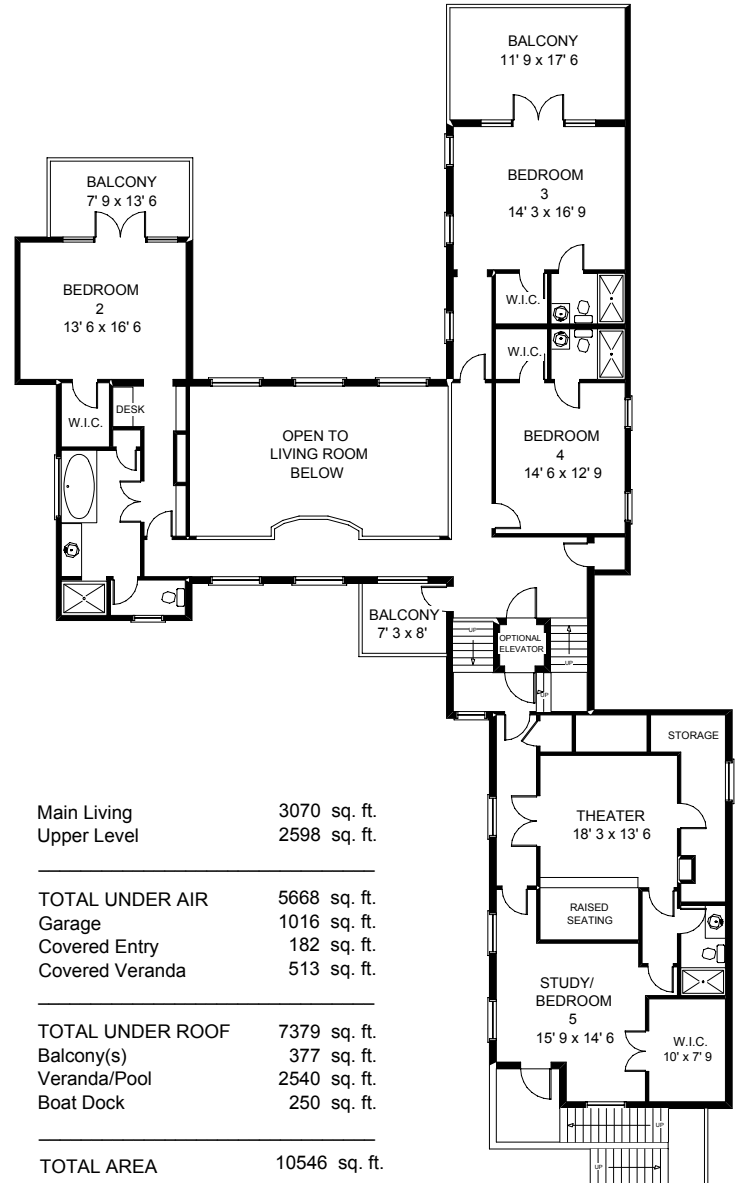 BALCONY
11' 9 x 17' 6
BEDROOM
3
14' 3 x 16' 9
BALCONY
7' 9 x 13' 6
BEDROOM
2
13' 6 x 16' 6
W.I.C.
W.I.C.
W.I.C.
DESK
OPEN TO
LIVING ROOM
BELOW
BEDROOM
4
14' 6 x 12' 9
BALCONY
7' 3 x 8'
UP
OPTIONAL
ELEVATOR
UP
UP
STORAGE
THEATER
18' 3 x 13' 6
RAISED
SEATING
STUDY/
BEDROOM
5
15' 9 x 14' 6
W.I.C.
10' x 7' 9
UP
UP
Main Living 3070 sq. ft.
Upper Level 2598 sq. ft.
TOTAL UNDER AIR 5668 sq. ft.
Garage 1016 sq. ft.
Covered Entry 182 sq. ft.
Covered Veranda 513 sq. ft.
TOTAL UNDER ROOF 7379 sq. ft.
Balcony(s) 377 sq. ft.
Veranda/Pool 2540 sq. ft.
Boat Dock 250 sq. ft.
TOTAL AREA 10546 sq. ft.